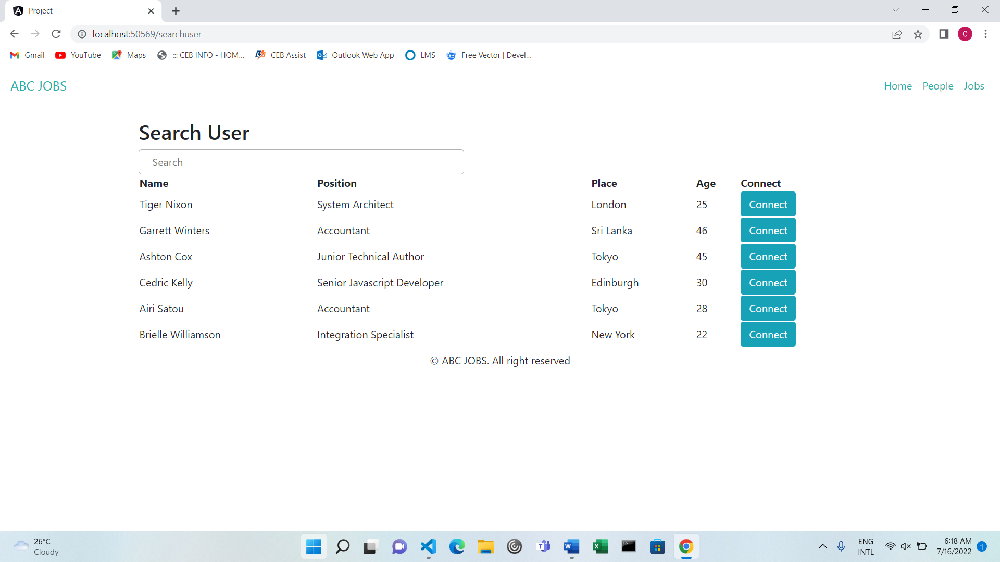 Project
localhost:50569/searchuser
C
Gmail YouTube Maps ::: CEB INFO - HOM... CEB Assist Outlook Web App LMS Free Vector | Devel...
ABC JOBS Home People Jobs
Search User
Search
Name Position Place Age Connect
Tiger Nixon System Architect London 25 Connect
Garrett Winters Accountant Sri Lanka 46 Connect
Ashton Cox Junior Technical Author Tokyo 45 Connect
Cedric Kelly Senior Javascript Developer Edinburgh 30 Connect
Airi Satou Accountant Tokyo 28 Connect
Brielle Williamson Integration Specialist New York 22 Connect
© ABC JOBS. All right reserved
26°C
Cloudy
ENG
INTL
6:18 AM
7/16/2022
1